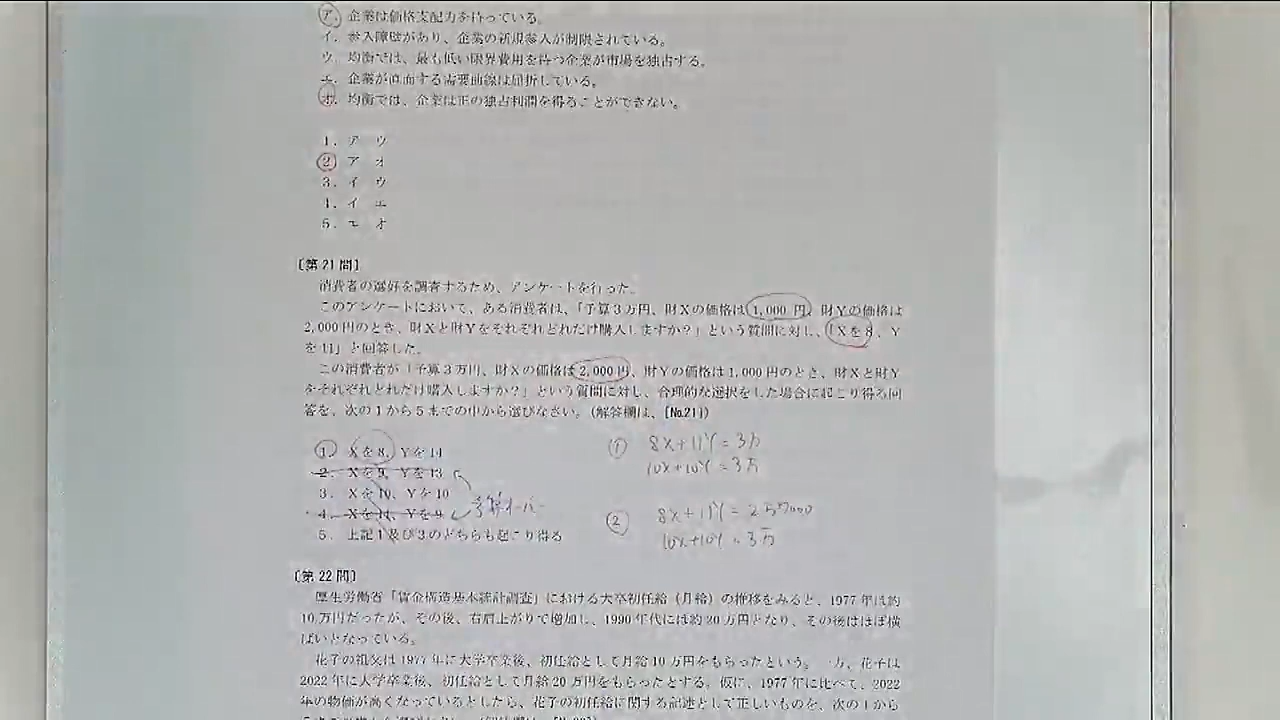 ア. 企業は価格支配力を持っている。
イ. 参入障壁があり、企業の新規参入が制限されている。
ウ. 均衡では、最も低い限界費用を持つ企業が市場を独占する。
エ. 企業が直面する需要曲線は屈折している。
オ. 均衡では、企業は正の独占利潤を得ることができない。
1. ア ウ
2. ア オ
3. イ ウ
4. イ エ
5. エ オ
〔第21問〕
消費者の選好を調査するため、アンケートを行った。
このアンケートにおいて、ある消費者は、「予算3万円、財Xの価格は1,000円、財Yの価格は
2,000円のとき、財Xと財Yをそれぞれどれだけ購入しますか?」という質問に対し、「Xを8、Y
を11」と回答した。
この消費者が「予算3万円、財Xの価格は2,000円、財Yの価格は1,000円のとき、財Xと財Y
をそれぞれどれだけ購入しますか?」という質問に対し、合理的な選択をした場合に起こり得る回
答を、次の1から5までの中から選びなさい。(解答欄は、[No.21])
1. Xを8、Yを14
2. Xを9、Yを13
3. Xを10、Yを10
4. Xを11、Yを9
5. 上記1及び3のどちらも起こり得る
予算オーバー
① 8X+11Y=3万
10X+10Y=3万
② 8X+11Y=
10X+10Y=3万
〔第22問〕
厚生労働省「賃金構造基本統計調査」における大卒初任給(月給)の推移をみると、1977年は約
10万円だったが、その後、右肩上がりで増加し、1990年代には約20万円となり、その後はほぼ横
ばいとなっている。
花子の祖父は1977年に大学卒業後、初任給として月給10万円をもらったという。一方、花子は
2022年に大学卒業後、初任給として月給20万円をもらったとする。仮に、1977年に比べて、2022
年の物価が高くなっているとしたら、花子の初任給に関する記述として正しいものを、次の1から